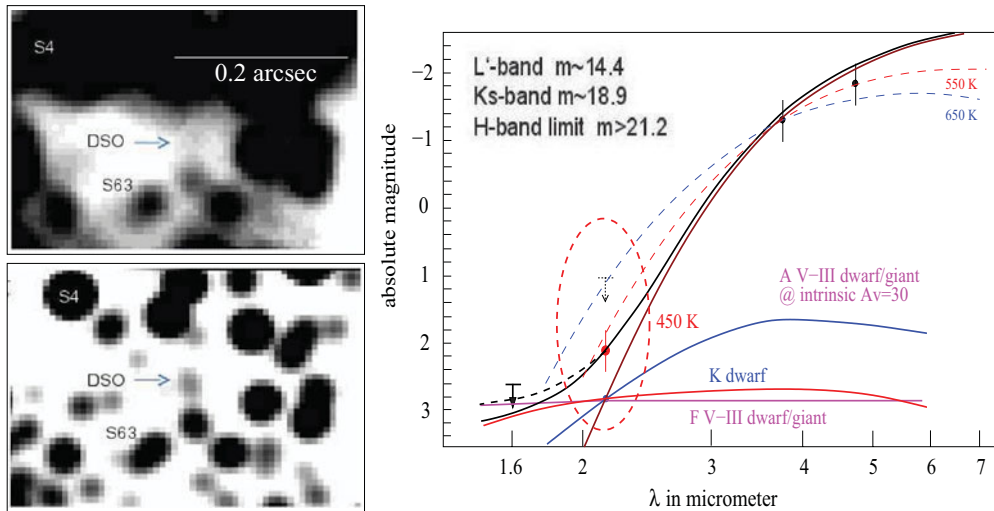 S4
0.2 arcsec
DSO
S63
S4
DSO
S63
L'-band m~14.4
Ks-band m~18.9
H-band limit m>21.2
absolute magnitude
−2
−1
0
1
2
3
550 K
650 K
450 K
A V−III dwarf/giant
@ intrinsic Av=30
K dwarf
F V−III dwarf/giant
1.6
2
3
4
5
6
7
λ in micrometer